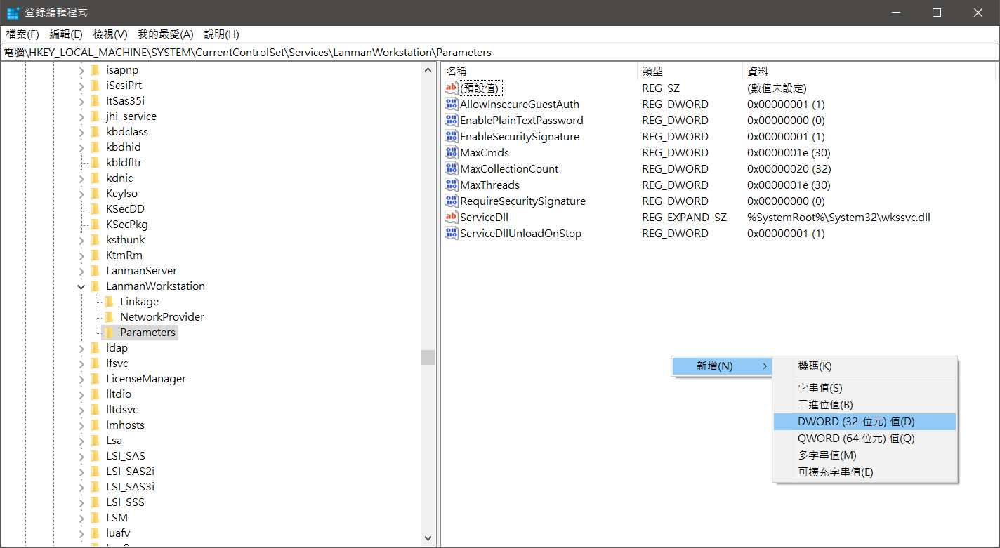 登錄編輯程式
檔案(F) 編輯(E) 檢視(V) 我的最愛(A) 說明(H)
電腦\HKEY_LOCAL_MACHINE\SYSTEM\CurrentControlSet\Services\LanmanWorkstation\Parameters
isapnp
iScsiPrt
ItSas35i
jhi_service
kbdclass
kbdhid
kbldfltr
kdnic
KeyIso
KSecDD
KSecPkg
ksthunk
KtmRm
LanmanServer
LanmanWorkstation
Linkage
NetworkProvider
Parameters
ldap
lfsvc
LicenseManager
lltdio
lltdsvc
lmhosts
Lsa
LSI_SAS
LSI_SAS2i
LSI_SAS3i
LSI_SSS
LSM
luafv
名稱 類型 資料
(預設值) REG_SZ (數值未設定)
AllowInsecureGuestAuth REG_DWORD 0x00000001 (1)
EnablePlainTextPassword REG_DWORD 0x00000000 (0)
EnableSecuritySignature REG_DWORD 0x00000001 (1)
MaxCmds REG_DWORD 0x0000001e (30)
MaxCollectionCount REG_DWORD 0x00000020 (32)
MaxThreads REG_DWORD 0x0000001e (30)
RequireSecuritySignature REG_DWORD 0x00000000 (0)
ServiceDll REG_EXPAND_SZ %SystemRoot%\System32\wkssvc.dll
ServiceDllUnloadOnStop REG_DWORD 0x00000001 (1)
新增(N)
機碼(K)
字串值(S)
二進位值(B)
DWORD (32-位元) 值(D)
QWORD (64 位元) 值(Q)
多字串值(M)
可擴充字串值(E)